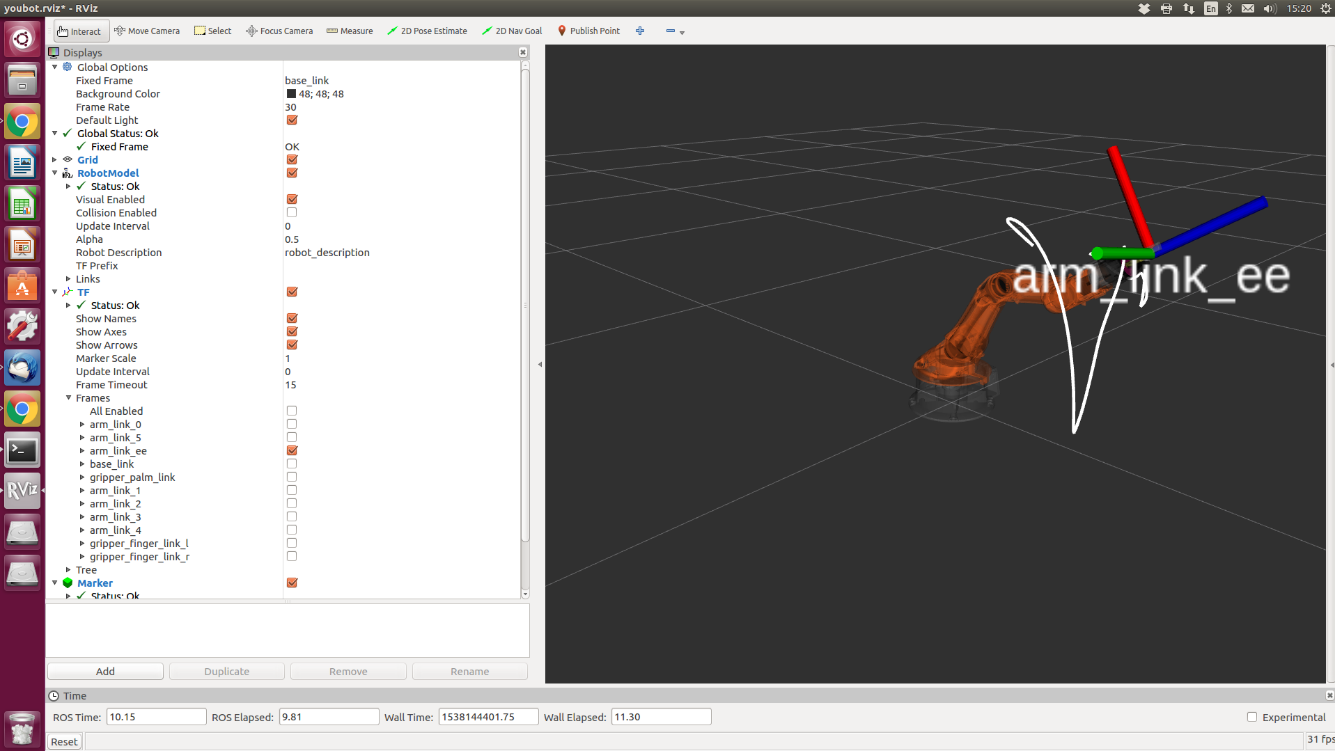 youbot.rviz* - RViz
En
15:20
Interact Move Camera Select Focus Camera Measure 2D Pose Estimate 2D Nav Goal Publish Point
Displays
Global Options
Fixed Frame base_link
Background Color 48; 48; 48
Frame Rate 30
Default Light
Global Status: Ok
Fixed Frame OK
Grid
RobotModel
Status: Ok
Visual Enabled
Collision Enabled
Update Interval 0
Alpha 0.5
Robot Description robot_description
TF Prefix
Links
TF
Status: Ok
Show Names
Show Axes
Show Arrows
Marker Scale 1
Update Interval 0
Frame Timeout 15
Frames
All Enabled
arm_link_0
arm_link_5
arm_link_ee
base_link
gripper_palm_link
arm_link_1
arm_link_2
arm_link_3
arm_link_4
gripper_finger_link_l
gripper_finger_link_r
Tree
Marker
Status: Ok
Add Duplicate Remove Rename
arm_link_ee
RViz
Time
ROS Time: 10.15 ROS Elapsed: 9.81 Wall Time: 1538144401.75 Wall Elapsed: 11.30 Experimental
Reset
31 fps